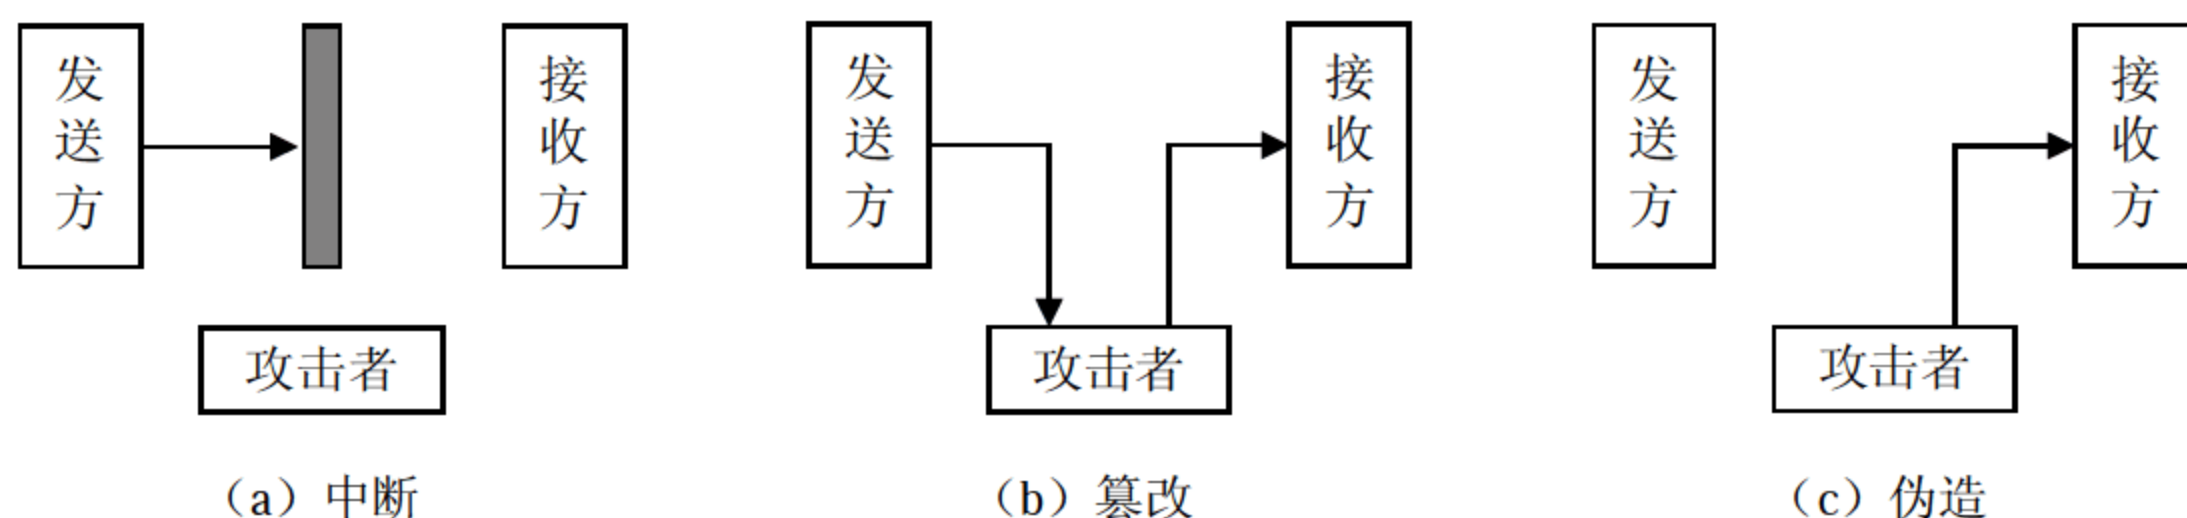 发送方
接收方
攻击者
(a)中断
发送方
接收方
攻击者
(b)篡改
发送方
接收方
攻击者
(c)伪造